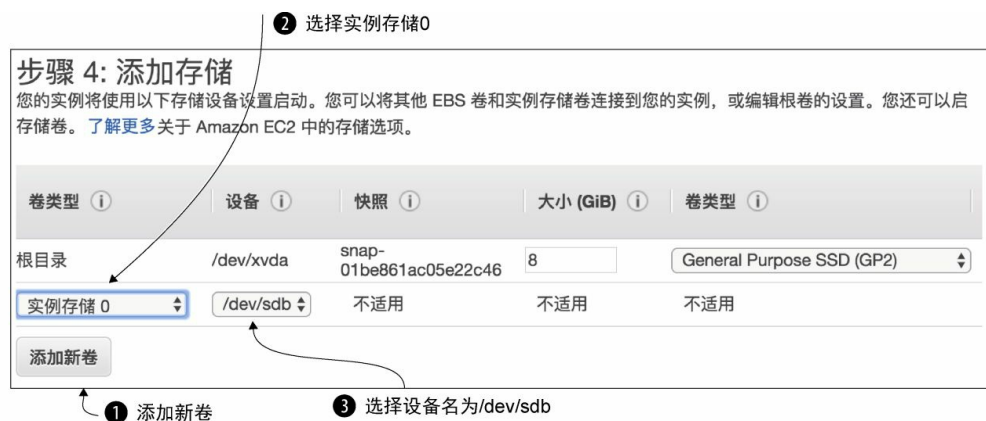 ❷ 选择实例存储0
步骤 4: 添加存储
您的实例将使用以下存储设备设置启动。您可以将其他 EBS 卷和实例存储卷连接到您的实例，或编辑根卷的设置。您还可以启
存储卷。了解更多关于 Amazon EC2 中的存储选项。
卷类型 设备 快照 大小 (GiB) 卷类型
根目录 /dev/xvda snap-01be861ac05e22c46 8 General Purpose SSD (GP2)
实例存储 0 /dev/sdb 不适用 不适用 不适用
添加新卷
❶ 添加新卷 ❸ 选择设备名为/dev/sdb